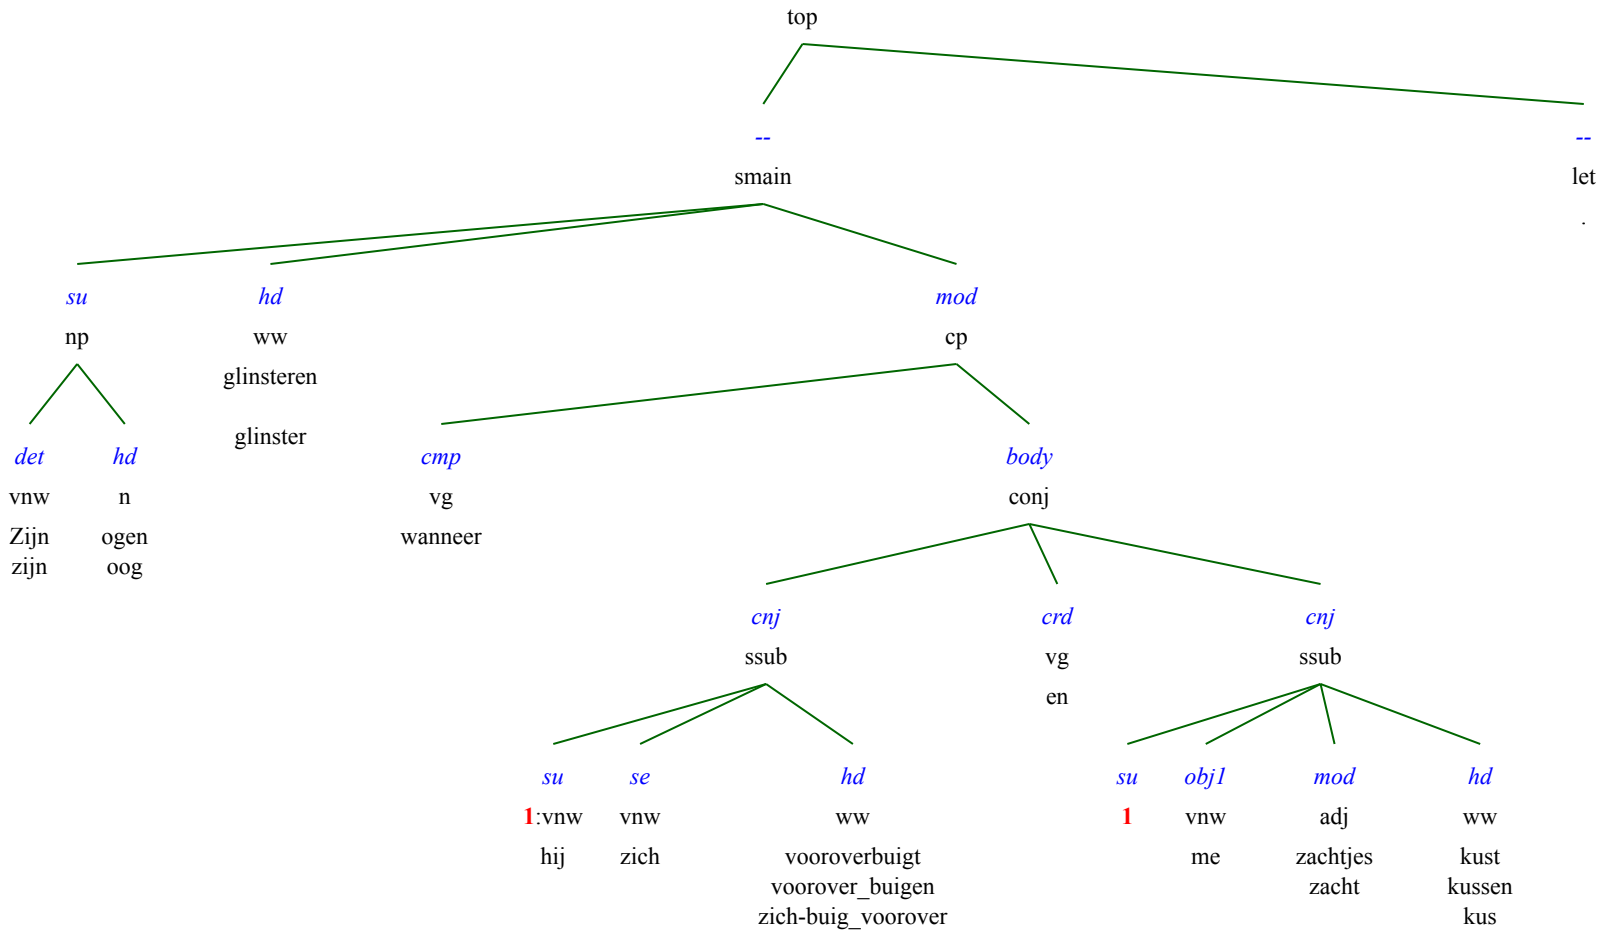 top
-- --
smain let
.
su hd mod
np ww cp
glinsteren
glinster
det hd cmp body
vnw n vg conj
Zijn ogen wanneer
zijn oog
cnj crd cnj
ssub vg ssub
en
su se hd su obj1 mod hd
1:vnw vnw ww 1 vnw adj ww
hij zich vooroverbuigt me zachtjes kust
voorover_buigen zacht kussen
zich-buig_voorover kus